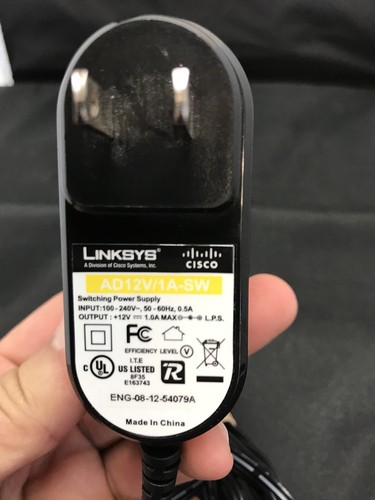 LINKSYS®
A Division of Cisco Systems, Inc.
CISCO
AD12V/1A-SW
Switching Power Supply
INPUT:100 - 240V~, 50 - 60Hz, 0.5A
OUTPUT : +12V ⎓ 1.0A MAX L.P.S.
FC
EFFICIENCY LEVEL V
I.T.E
C UL US LISTED R
8F35
E163743
ENG-08-12-54079A
Made In China